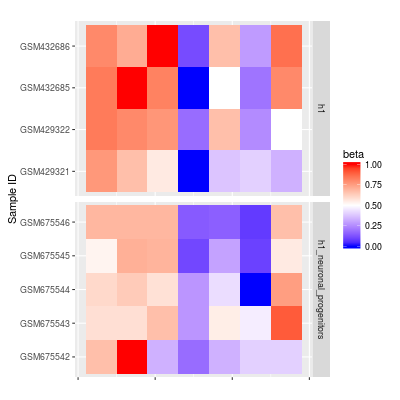 GSM432686
GSM432685
GSM429322
GSM429321
h1
GSM675546
GSM675545
GSM675544
GSM675543
GSM675542
h1_neuronal_progenitors
Sample ID
beta
1.00
0.75
0.50
0.25
0.00